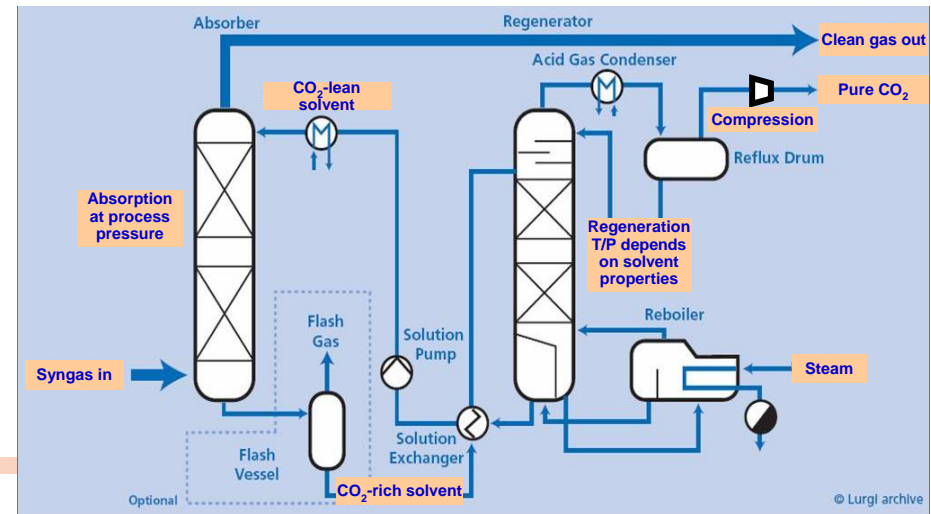 Absorber
Regenerator
Clean gas out
Acid Gas Condenser
CO₂-lean
solvent
Pure CO₂
Compression
Reflux Drum
Absorption
at process
pressure
Regeneration
T/P depends
on solvent
properties
Reboiler
Flash
Gas
Solution
Pump
Syngas in
Steam
Flash
Vessel
Solution
Exchanger
CO₂-rich solvent
Optional
© Lurgi archive